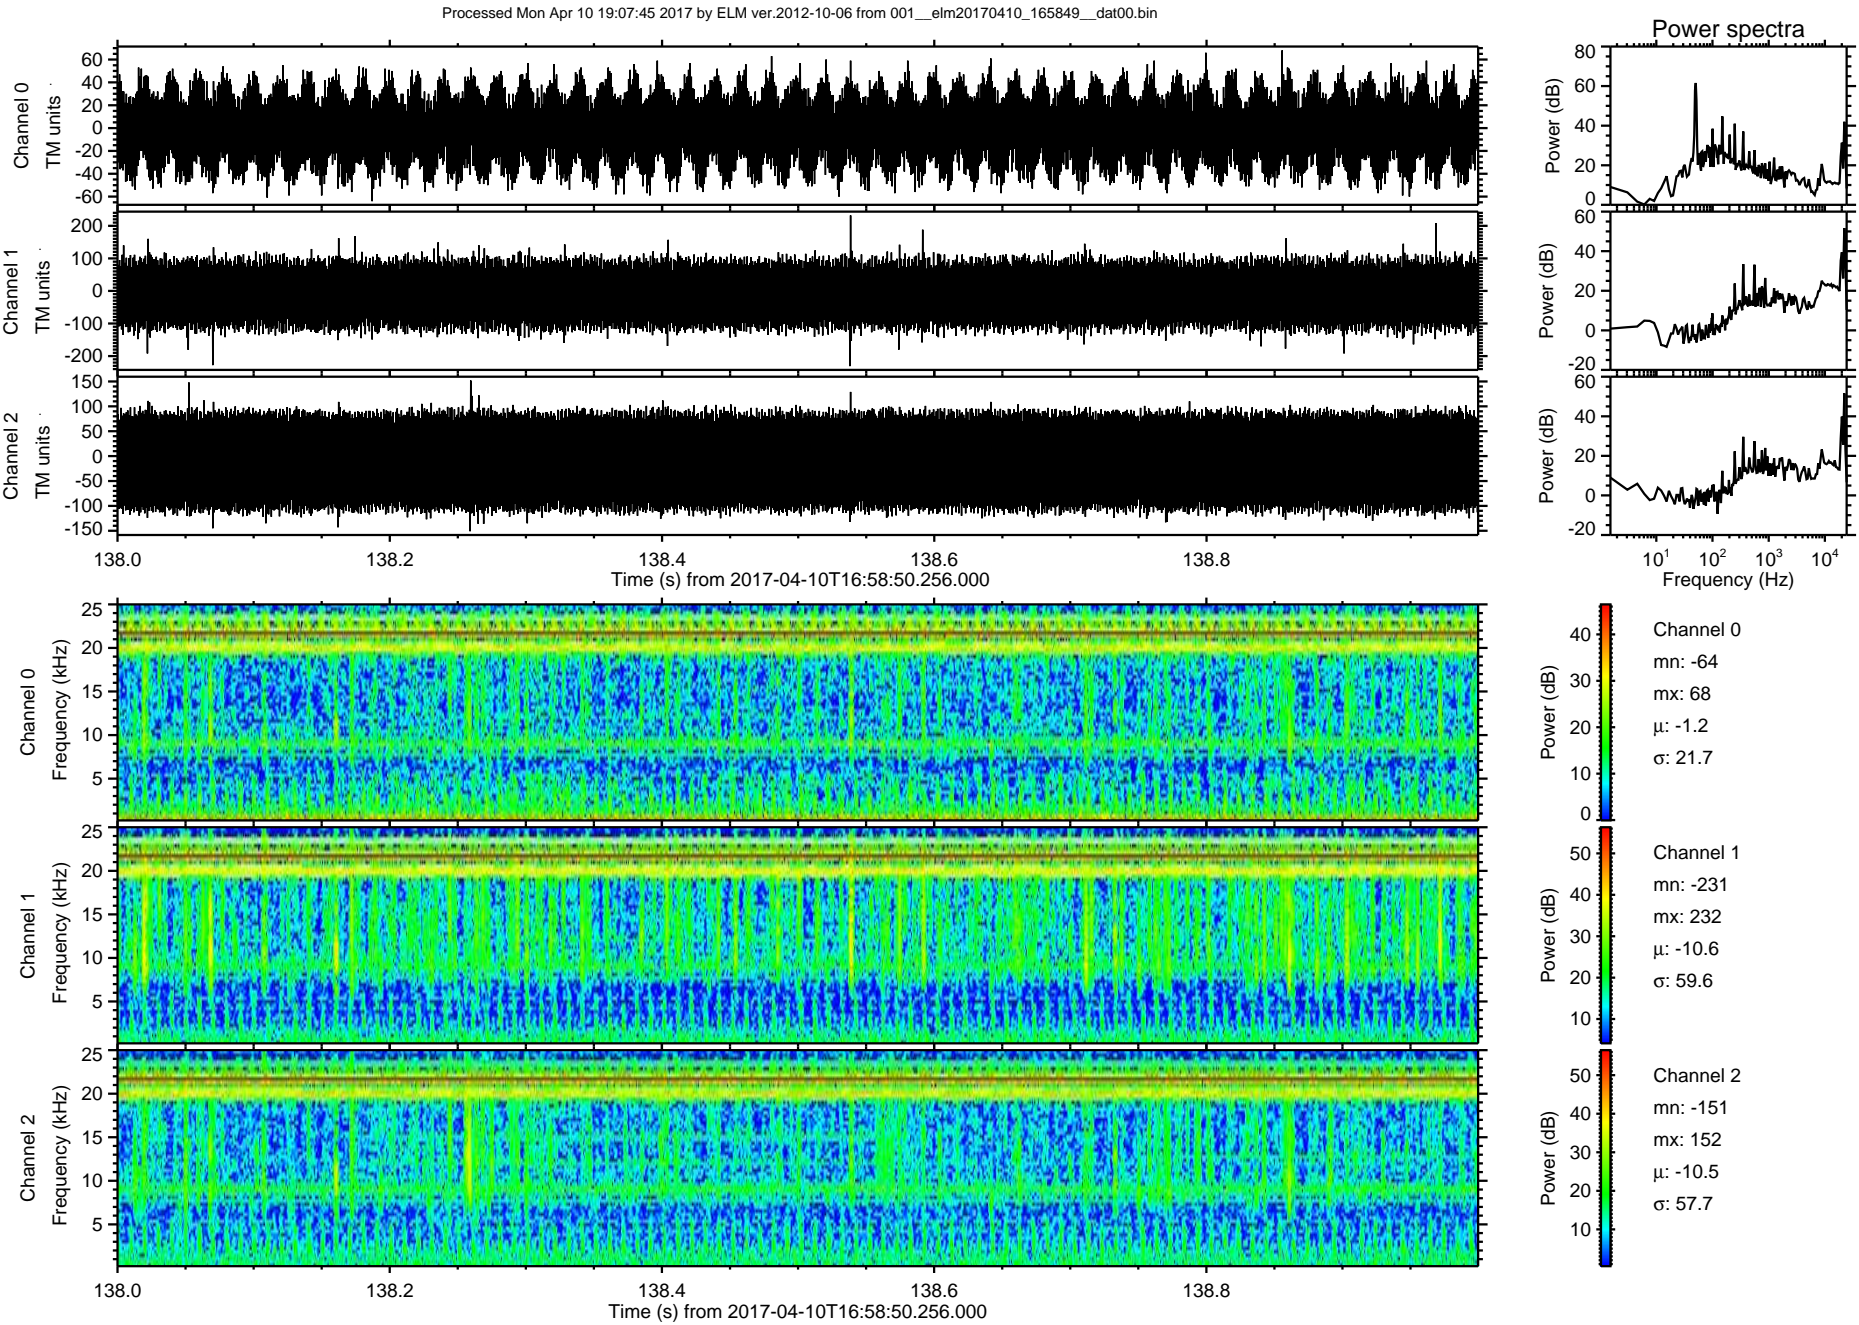 Processed Mon Apr 10 19:07:45 2017 by ELM ver.2012-10-06 from 001__elm20170410_165849__dat00.bin
Power spectra
Channel 0
TM units
60
40
20
0
-20
-40
-60
Power (dB)
80
60
40
20
0
Channel 1
TM units
200
100
0
-100
-200
Power (dB)
60
40
20
0
-20
Channel 2
TM units
150
100
50
0
-50
-100
-150
Power (dB)
60
40
20
0
-20
138.0 138.2 138.4 138.6 138.8
Time (s) from 2017-04-10T16:58:50.256.000
10¹ 10² 10³ 10⁴
Frequency (Hz)
Channel 0
Frequency (kHz)
25
20
15
10
5
Power (dB)
40
30
20
10
0
Channel 0
mn: -64
mx: 68
μ: -1.2
σ: 21.7
Channel 1
Frequency (kHz)
25
20
15
10
5
Power (dB)
50
40
30
20
10
Channel 1
mn: -231
mx: 232
μ: -10.6
σ: 59.6
Channel 2
Frequency (kHz)
25
20
15
10
5
Power (dB)
50
40
30
20
10
Channel 2
mn: -151
mx: 152
μ: -10.5
σ: 57.7
138.0 138.2 138.4 138.6 138.8
Time (s) from 2017-04-10T16:58:50.256.000